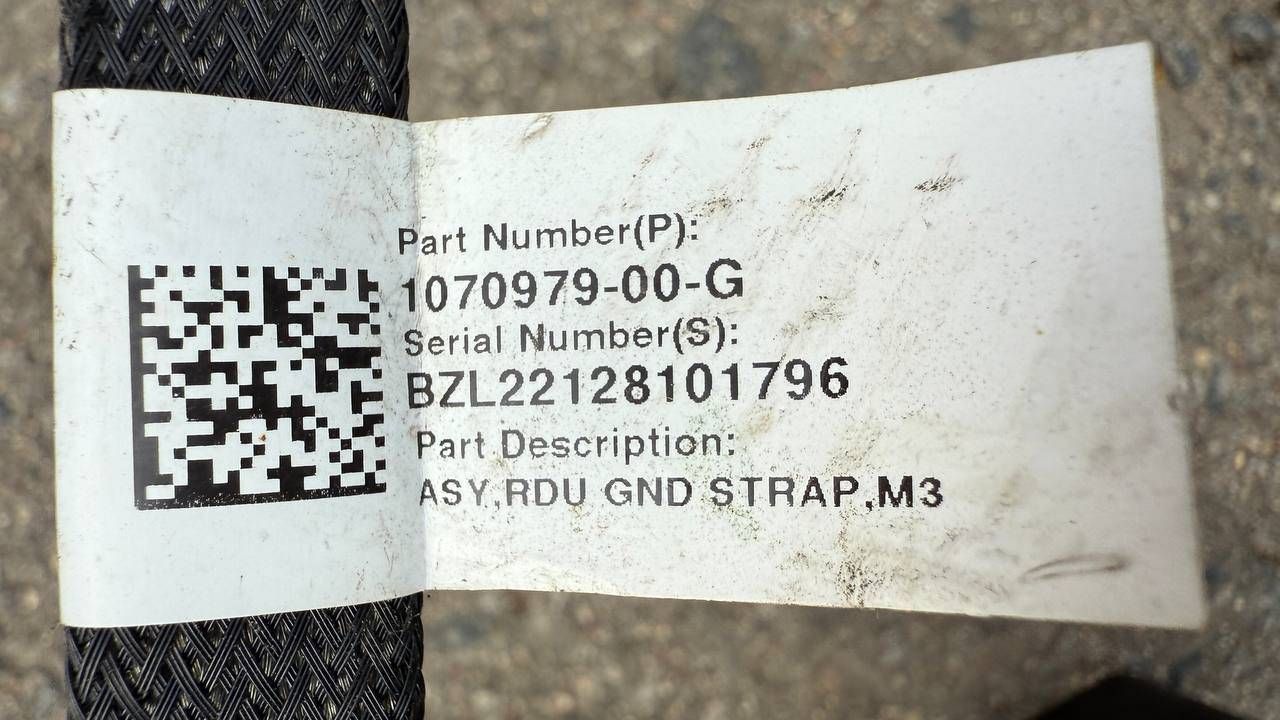 Part Number(P):
1070979-00-G
Serial Number(S):
BZL22128101796
Part Description:
ASY,RDU GND STRAP,M3